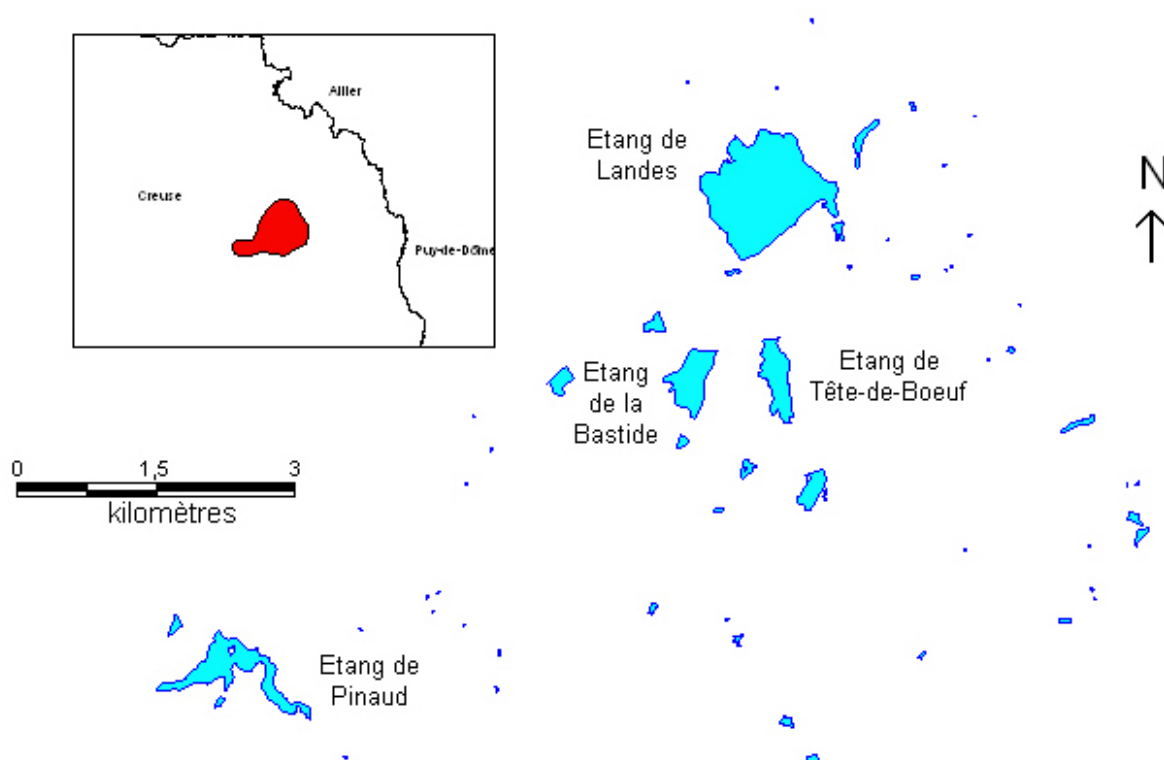 Allier
Creuse
Puy-de-Dôme
Etang de
Landes
N
Etang
de la
Bastide
Etang de
Tête-de-Boeuf
0 1,5 3
kilomètres
Etang de
Pinaud